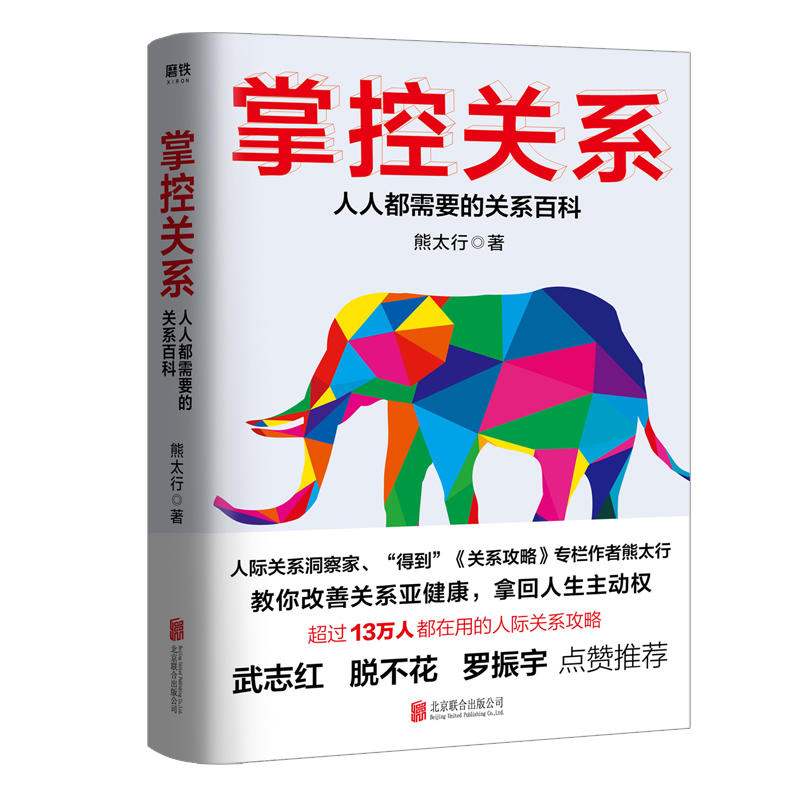 磨铁
XIRON
掌控关系
人人都需要的
关系百科
熊太行◎著
北京联合出版公司
Beijing United Publishing Co.,Ltd.
掌控关系
人人都需要的关系百科
熊太行◎著
人际关系洞察家、“得到”《关系攻略》专栏作者熊太行
教你改善关系亚健康，拿回人生主动权
超过13万人都在用的人际关系攻略
武志红 脱不花 罗振宇 点赞推荐
北京联合出版公司
Beijing United Publishing Co.,Ltd.